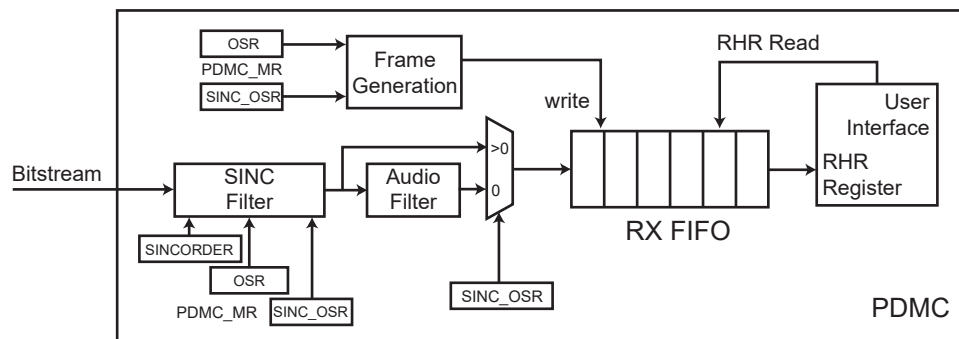 OSR
PDMC_MR
SINC_OSR
Frame
Generation
RHR Read
write
User
Interface
RHR
Register
Bitstream
SINC
Filter
Audio
Filter
>0
0
RX FIFO
SINCORDER
OSR
PDMC_MR
SINC_OSR
SINC_OSR
PDMC